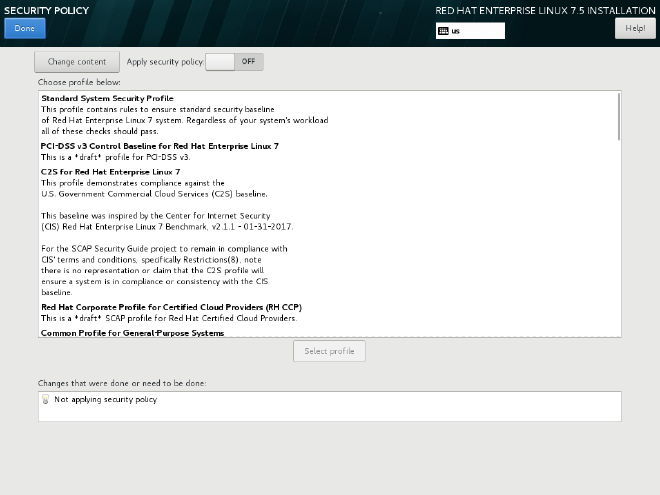 SECURITY POLICY
RED HAT ENTERPRISE LINUX 7.5 INSTALLATION
Done
us
Help!
Change content
Apply security policy:
OFF
Choose profile below:
Standard System Security Profile
This profile contains rules to ensure standard security baseline
of Red Hat Enterprise Linux 7 system. Regardless of your system's workload
all of these checks should pass.
PCI-DSS v3 Control Baseline for Red Hat Enterprise Linux 7
This is a *draft* profile for PCI-DSS v3.
C2S for Red Hat Enterprise Linux 7
This profile demonstrates compliance against the
U.S. Government Commercial Cloud Services (C2S) baseline.
This baseline was inspired by the Center for Internet Security
(CIS) Red Hat Enterprise Linux 7 Benchmark, v2.1.1 - 01-31-2017.
For the SCAP Security Guide project to remain in compliance with
CIS' terms and conditions, specifically Restrictions(8), note
there is no representation or claim that the C2S profile will
ensure a system is in compliance or consistency with the CIS
baseline.
Red Hat Corporate Profile for Certified Cloud Providers (RH CCP)
This is a *draft* SCAP profile for Red Hat Certified Cloud Providers.
Common Profile for General-Purpose Systems
Select profile
Changes that were done or need to be done:
Not applying security policy